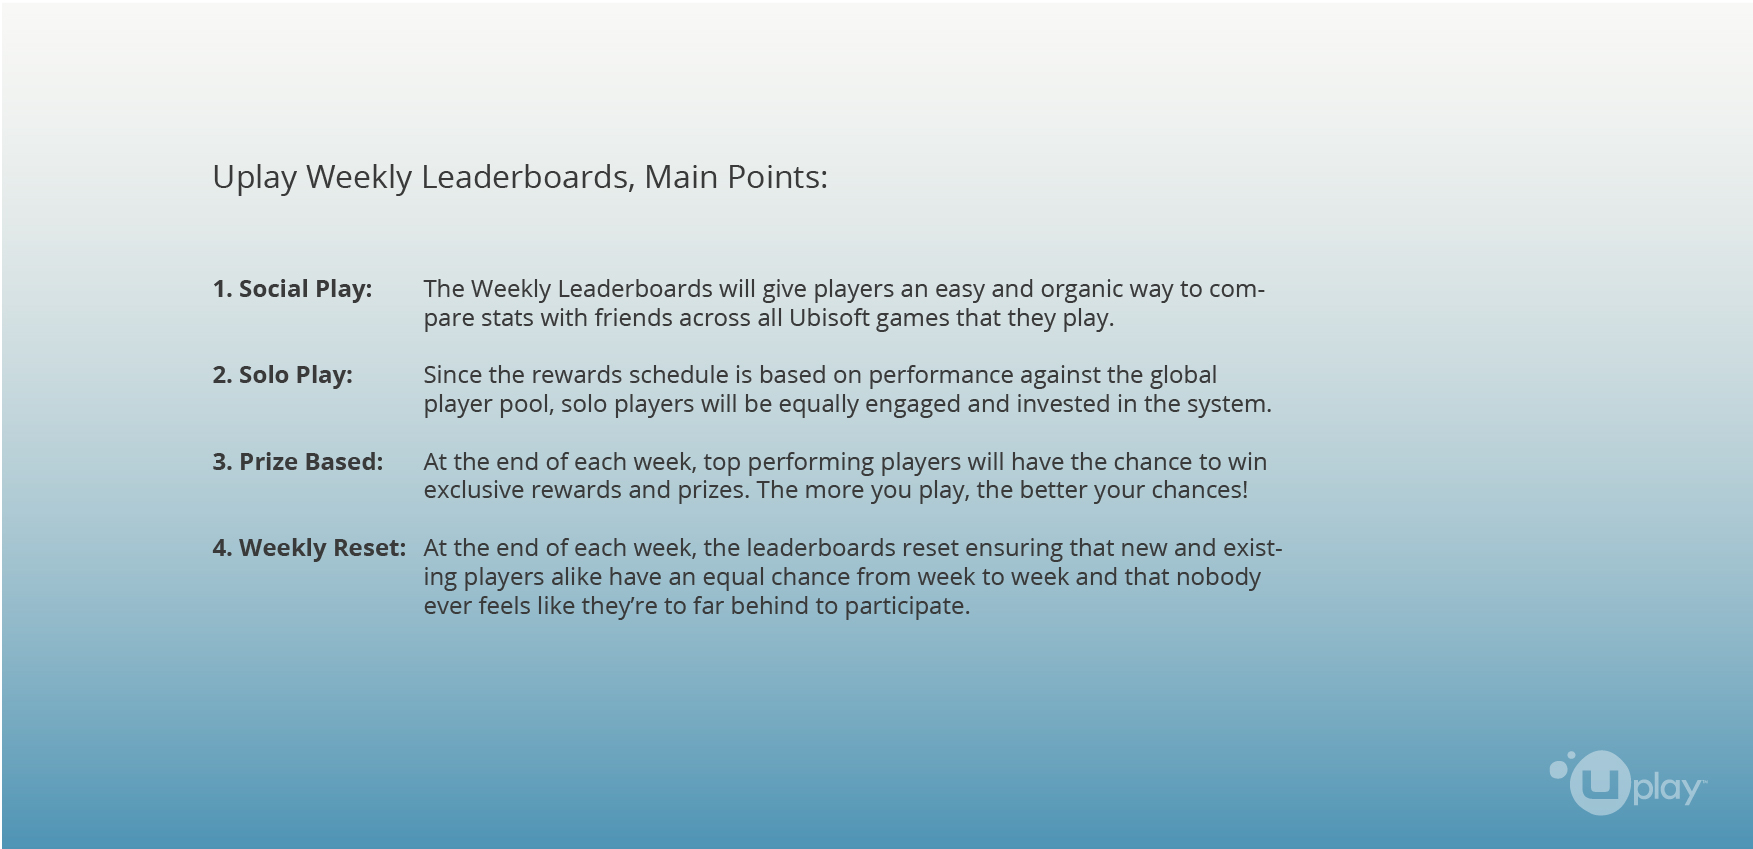 Uplay Weekly Leaderboards, Main Points:
1. Social Play: The Weekly Leaderboards will give players an easy and organic way to com-
pare stats with friends across all Ubisoft games that they play.
2. Solo Play: Since the rewards schedule is based on performance against the global
player pool, solo players will be equally engaged and invested in the system.
3. Prize Based: At the end of each week, top performing players will have the chance to win
exclusive rewards and prizes. The more you play, the better your chances!
4. Weekly Reset: At the end of each week, the leaderboards reset ensuring that new and exist-
ing players alike have an equal chance from week to week and that nobody
ever feels like they’re to far behind to participate.
Uplay™